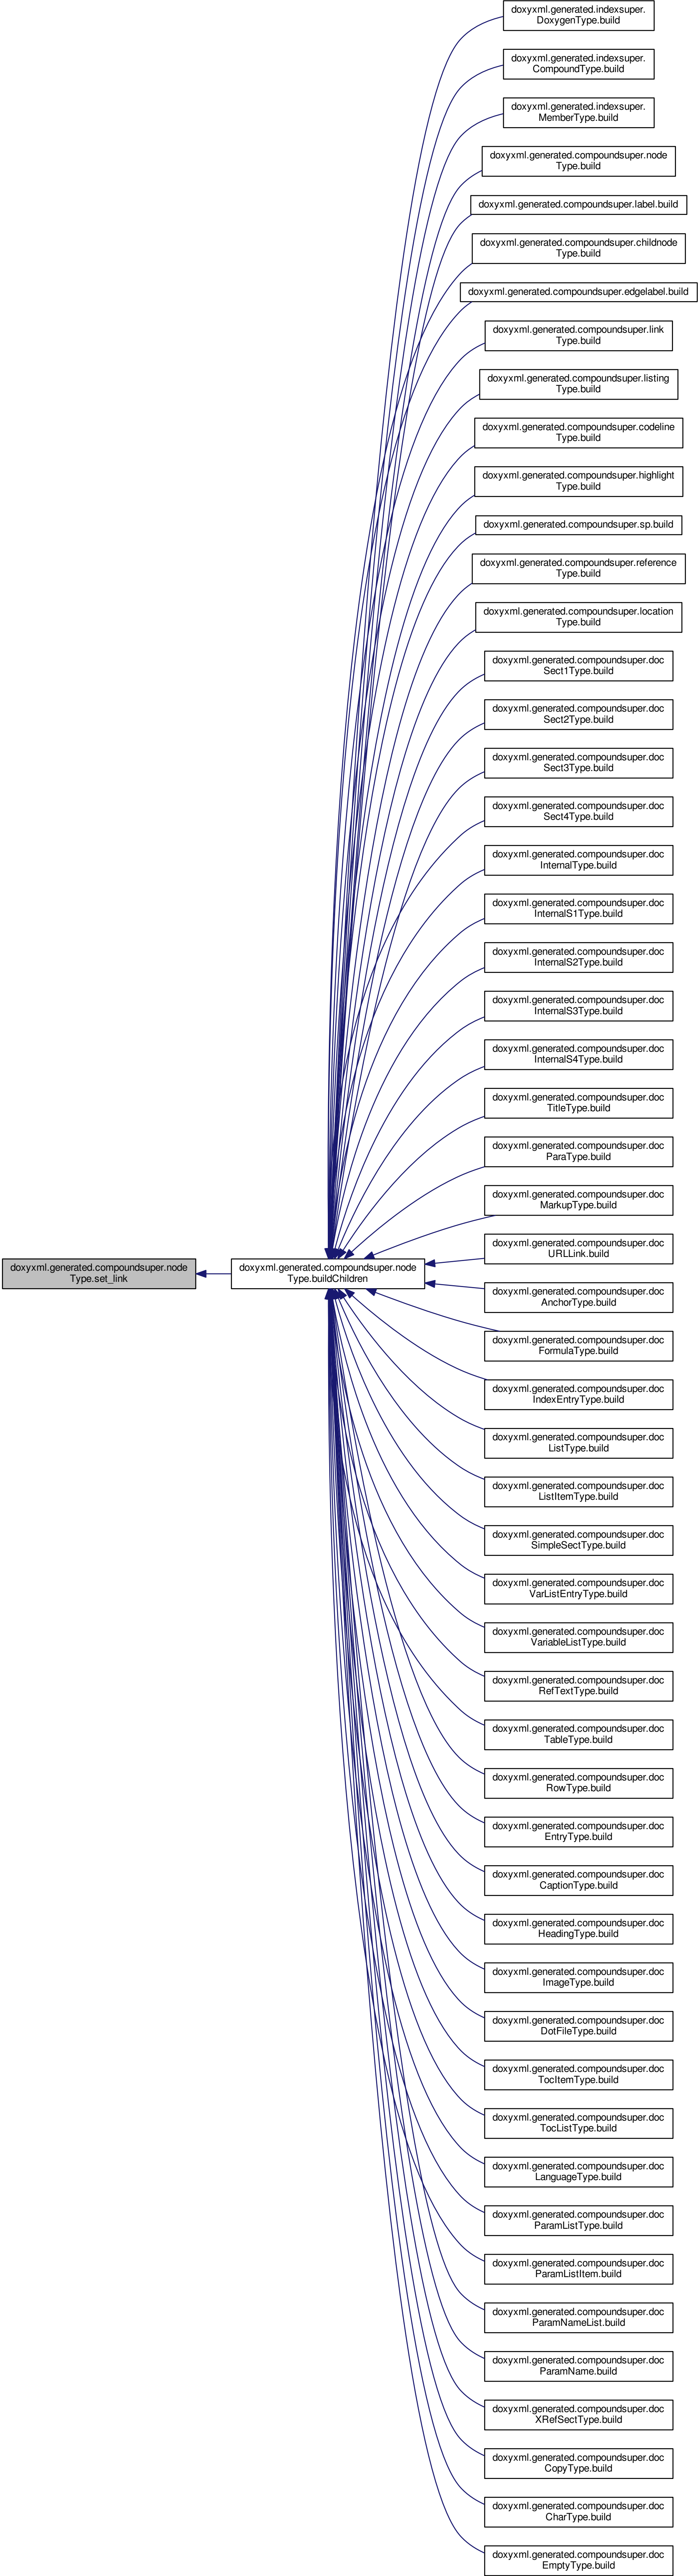 doxyxml.generated.indexsuper.
DoxygenType.build
doxyxml.generated.indexsuper.
CompoundType.build
doxyxml.generated.indexsuper.
MemberType.build
doxyxml.generated.compoundsuper.node
Type.build
doxyxml.generated.compoundsuper.label.build
doxyxml.generated.compoundsuper.childnode
Type.build
doxyxml.generated.compoundsuper.edgelabel.build
doxyxml.generated.compoundsuper.link
Type.build
doxyxml.generated.compoundsuper.listing
Type.build
doxyxml.generated.compoundsuper.codeline
Type.build
doxyxml.generated.compoundsuper.highlight
Type.build
doxyxml.generated.compoundsuper.sp.build
doxyxml.generated.compoundsuper.reference
Type.build
doxyxml.generated.compoundsuper.location
Type.build
doxyxml.generated.compoundsuper.doc
Sect1Type.build
doxyxml.generated.compoundsuper.doc
Sect2Type.build
doxyxml.generated.compoundsuper.doc
Sect3Type.build
doxyxml.generated.compoundsuper.doc
Sect4Type.build
doxyxml.generated.compoundsuper.doc
InternalType.build
doxyxml.generated.compoundsuper.doc
InternalS1Type.build
doxyxml.generated.compoundsuper.doc
InternalS2Type.build
doxyxml.generated.compoundsuper.doc
InternalS3Type.build
doxyxml.generated.compoundsuper.doc
InternalS4Type.build
doxyxml.generated.compoundsuper.doc
TitleType.build
doxyxml.generated.compoundsuper.doc
ParaType.build
doxyxml.generated.compoundsuper.doc
MarkupType.build
doxyxml.generated.compoundsuper.doc
URLLink.build
doxyxml.generated.compoundsuper.node
Type.set_link
doxyxml.generated.compoundsuper.node
Type.buildChildren
doxyxml.generated.compoundsuper.doc
AnchorType.build
doxyxml.generated.compoundsuper.doc
FormulaType.build
doxyxml.generated.compoundsuper.doc
IndexEntryType.build
doxyxml.generated.compoundsuper.doc
ListType.build
doxyxml.generated.compoundsuper.doc
ListItemType.build
doxyxml.generated.compoundsuper.doc
SimpleSectType.build
doxyxml.generated.compoundsuper.doc
VarListEntryType.build
doxyxml.generated.compoundsuper.doc
VariableListType.build
doxyxml.generated.compoundsuper.doc
RefTextType.build
doxyxml.generated.compoundsuper.doc
TableType.build
doxyxml.generated.compoundsuper.doc
RowType.build
doxyxml.generated.compoundsuper.doc
EntryType.build
doxyxml.generated.compoundsuper.doc
CaptionType.build
doxyxml.generated.compoundsuper.doc
HeadingType.build
doxyxml.generated.compoundsuper.doc
ImageType.build
doxyxml.generated.compoundsuper.doc
DotFileType.build
doxyxml.generated.compoundsuper.doc
TocItemType.build
doxyxml.generated.compoundsuper.doc
TocListType.build
doxyxml.generated.compoundsuper.doc
LanguageType.build
doxyxml.generated.compoundsuper.doc
ParamListType.build
doxyxml.generated.compoundsuper.doc
ParamListItem.build
doxyxml.generated.compoundsuper.doc
ParamNameList.build
doxyxml.generated.compoundsuper.doc
ParamName.build
doxyxml.generated.compoundsuper.doc
XRefSectType.build
doxyxml.generated.compoundsuper.doc
CopyType.build
doxyxml.generated.compoundsuper.doc
CharType.build
doxyxml.generated.compoundsuper.doc
EmptyType.build